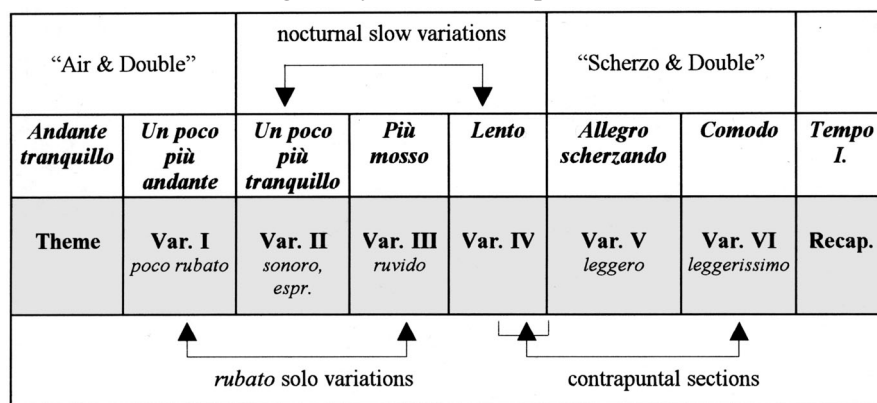 nocturnal slow variations
“Air & Double”
“Scherzo & Double”
Andante tranquillo
Un poco più andante
Un poco più tranquillo
Più mosso
Lento
Allegro scherzando
Comodo
Tempo I.
Theme
Var. I
poco rubato
Var. II
sonoro, espr.
Var. III
ruvido
Var. IV
Var. V
leggero
Var. VI
leggerissimo
Recap.
rubato solo variations
contrapuntal sections